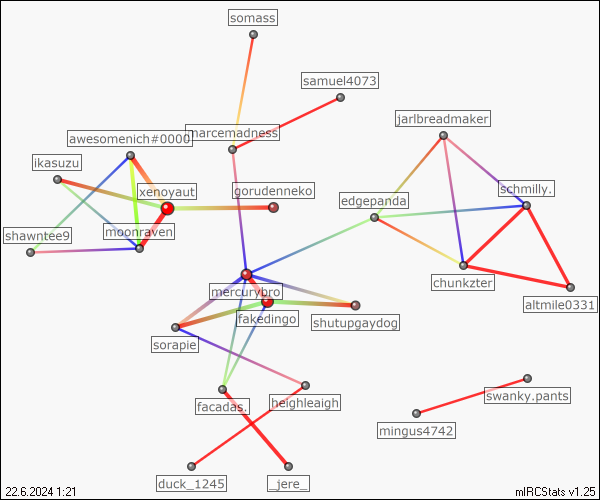 somass
samuel4073
jarlbreadmaker
awesomenich#0000
marcemadness
ikasuzu
xenoyaut
gorudenneko
schmilly.
edgepanda
shawntee9
moonraven
chunkzter
mercurybro
altmile0331
fakedingo
shutupgaydog
sorapie
swanky.pants
facadas.
heighleaigh
mingus4742
duck_1245
_jere_
22.6.2024 1:21
mIRCStats v1.25